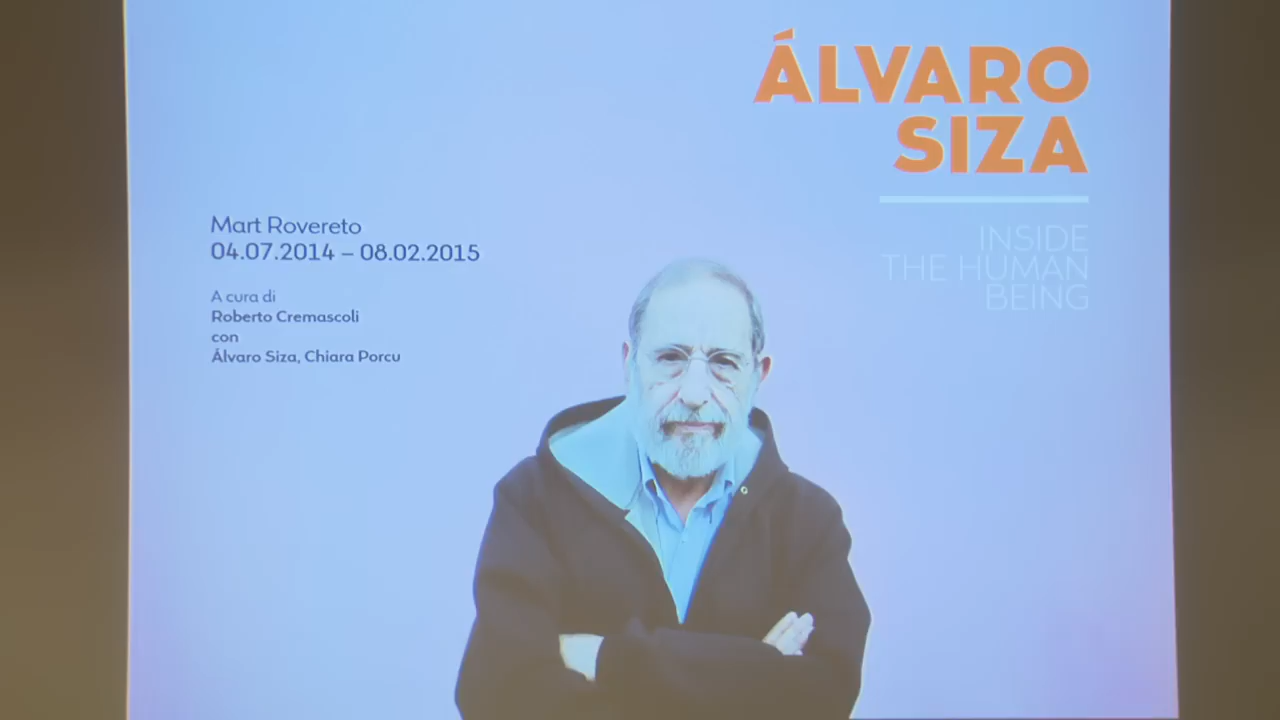 ÁLVARO
SIZA
INSIDE
THE HUMAN
BEING
Mart Rovereto
04.07.2014 – 08.02.2015
A cura di
Roberto Cremascoli
con
Álvaro Siza, Chiara Porcu